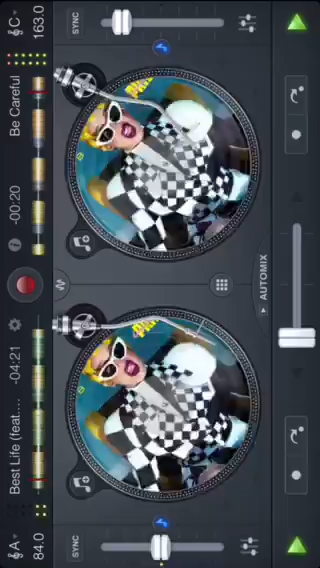 A
84.0
Best Life (feat....
-04:21
-00:20
Be Careful
C
163.0
SYNC
SYNC
AUTOMIX